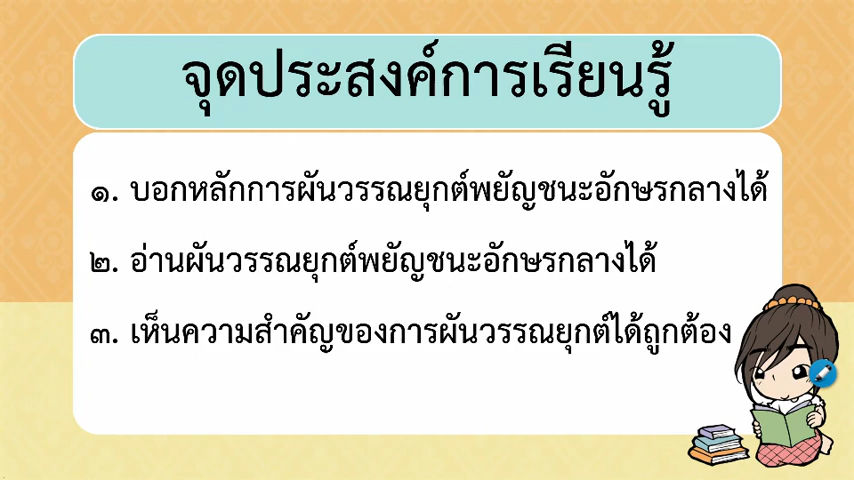 จุดประสงค์การเรียนรู้
๑. บอกหลักการผันวรรณยุกต์พยัญชนะอักษรกลางได้
๒. อ่านผันวรรณยุกต์พยัญชนะอักษรกลางได้
๓. เห็นความสำคัญของการผันวรรณยุกต์ได้ถูกต้อง